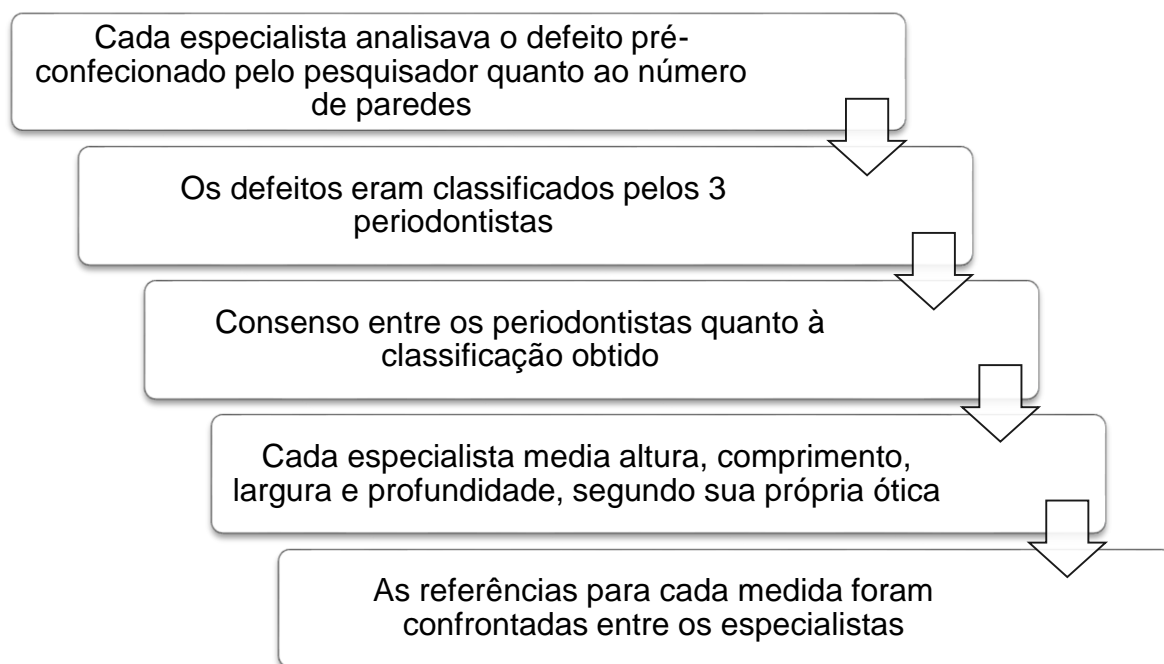 Cada especialista analisava o defeito pré-
confecionado pelo pesquisador quanto ao número
de paredes
Os defeitos eram classificados pelos 3
periodontistas
Consenso entre os periodontistas quanto à
classificação obtido
Cada especialista media altura, comprimento,
largura e profundidade, segundo sua própria ótica
As referências para cada medida foram
confrontadas entre os especialistas